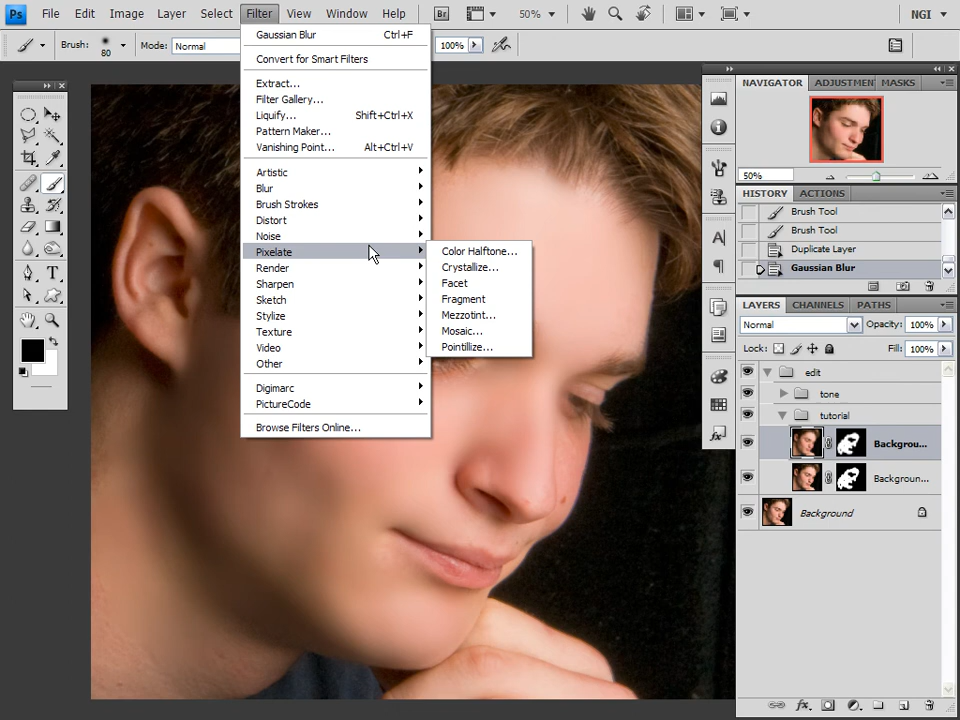 Ps File Edit Image Layer Select Filter View Window Help Br 50% NGI
Brush: 80 Mode: Normal 100%
Gaussian Blur Ctrl+F
Convert for Smart Filters
Extract...
Filter Gallery...
Liquify... Shift+Ctrl+X
Pattern Maker...
Vanishing Point... Alt+Ctrl+V
Artistic
Blur
Brush Strokes
Distort
Noise
Pixelate
Render
Sharpen
Sketch
Stylize
Texture
Video
Other
Digimarc
PictureCode
Browse Filters Online...
Color Halftone...
Crystallize...
Facet
Fragment
Mezzotint...
Mosaic...
Pointillize...
NAVIGATOR ADJUSTMEN MASKS
50%
HISTORY ACTIONS
Brush Tool
Brush Tool
Duplicate Layer
Gaussian Blur
LAYERS CHANNELS PATHS
Normal Opacity: 100%
Lock: Fill: 100%
edit
tone
tutorial
Backgrou...
Backgroun...
Background